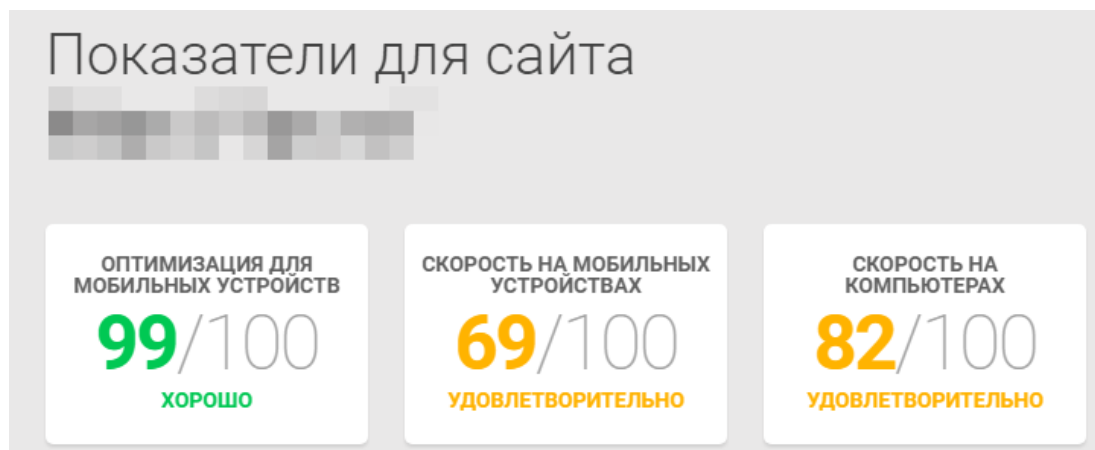 Показатели для сайта
ОПТИМИЗАЦИЯ ДЛЯ
МОБИЛЬНЫХ УСТРОЙСТВ
99/100
ХОРОШО
СКОРОСТЬ НА МОБИЛЬНЫХ
УСТРОЙСТВАХ
69/100
УДОВЛЕТВОРИТЕЛЬНО
СКОРОСТЬ НА
КОМПЬЮТЕРАХ
82/100
УДОВЛЕТВОРИТЕЛЬНО